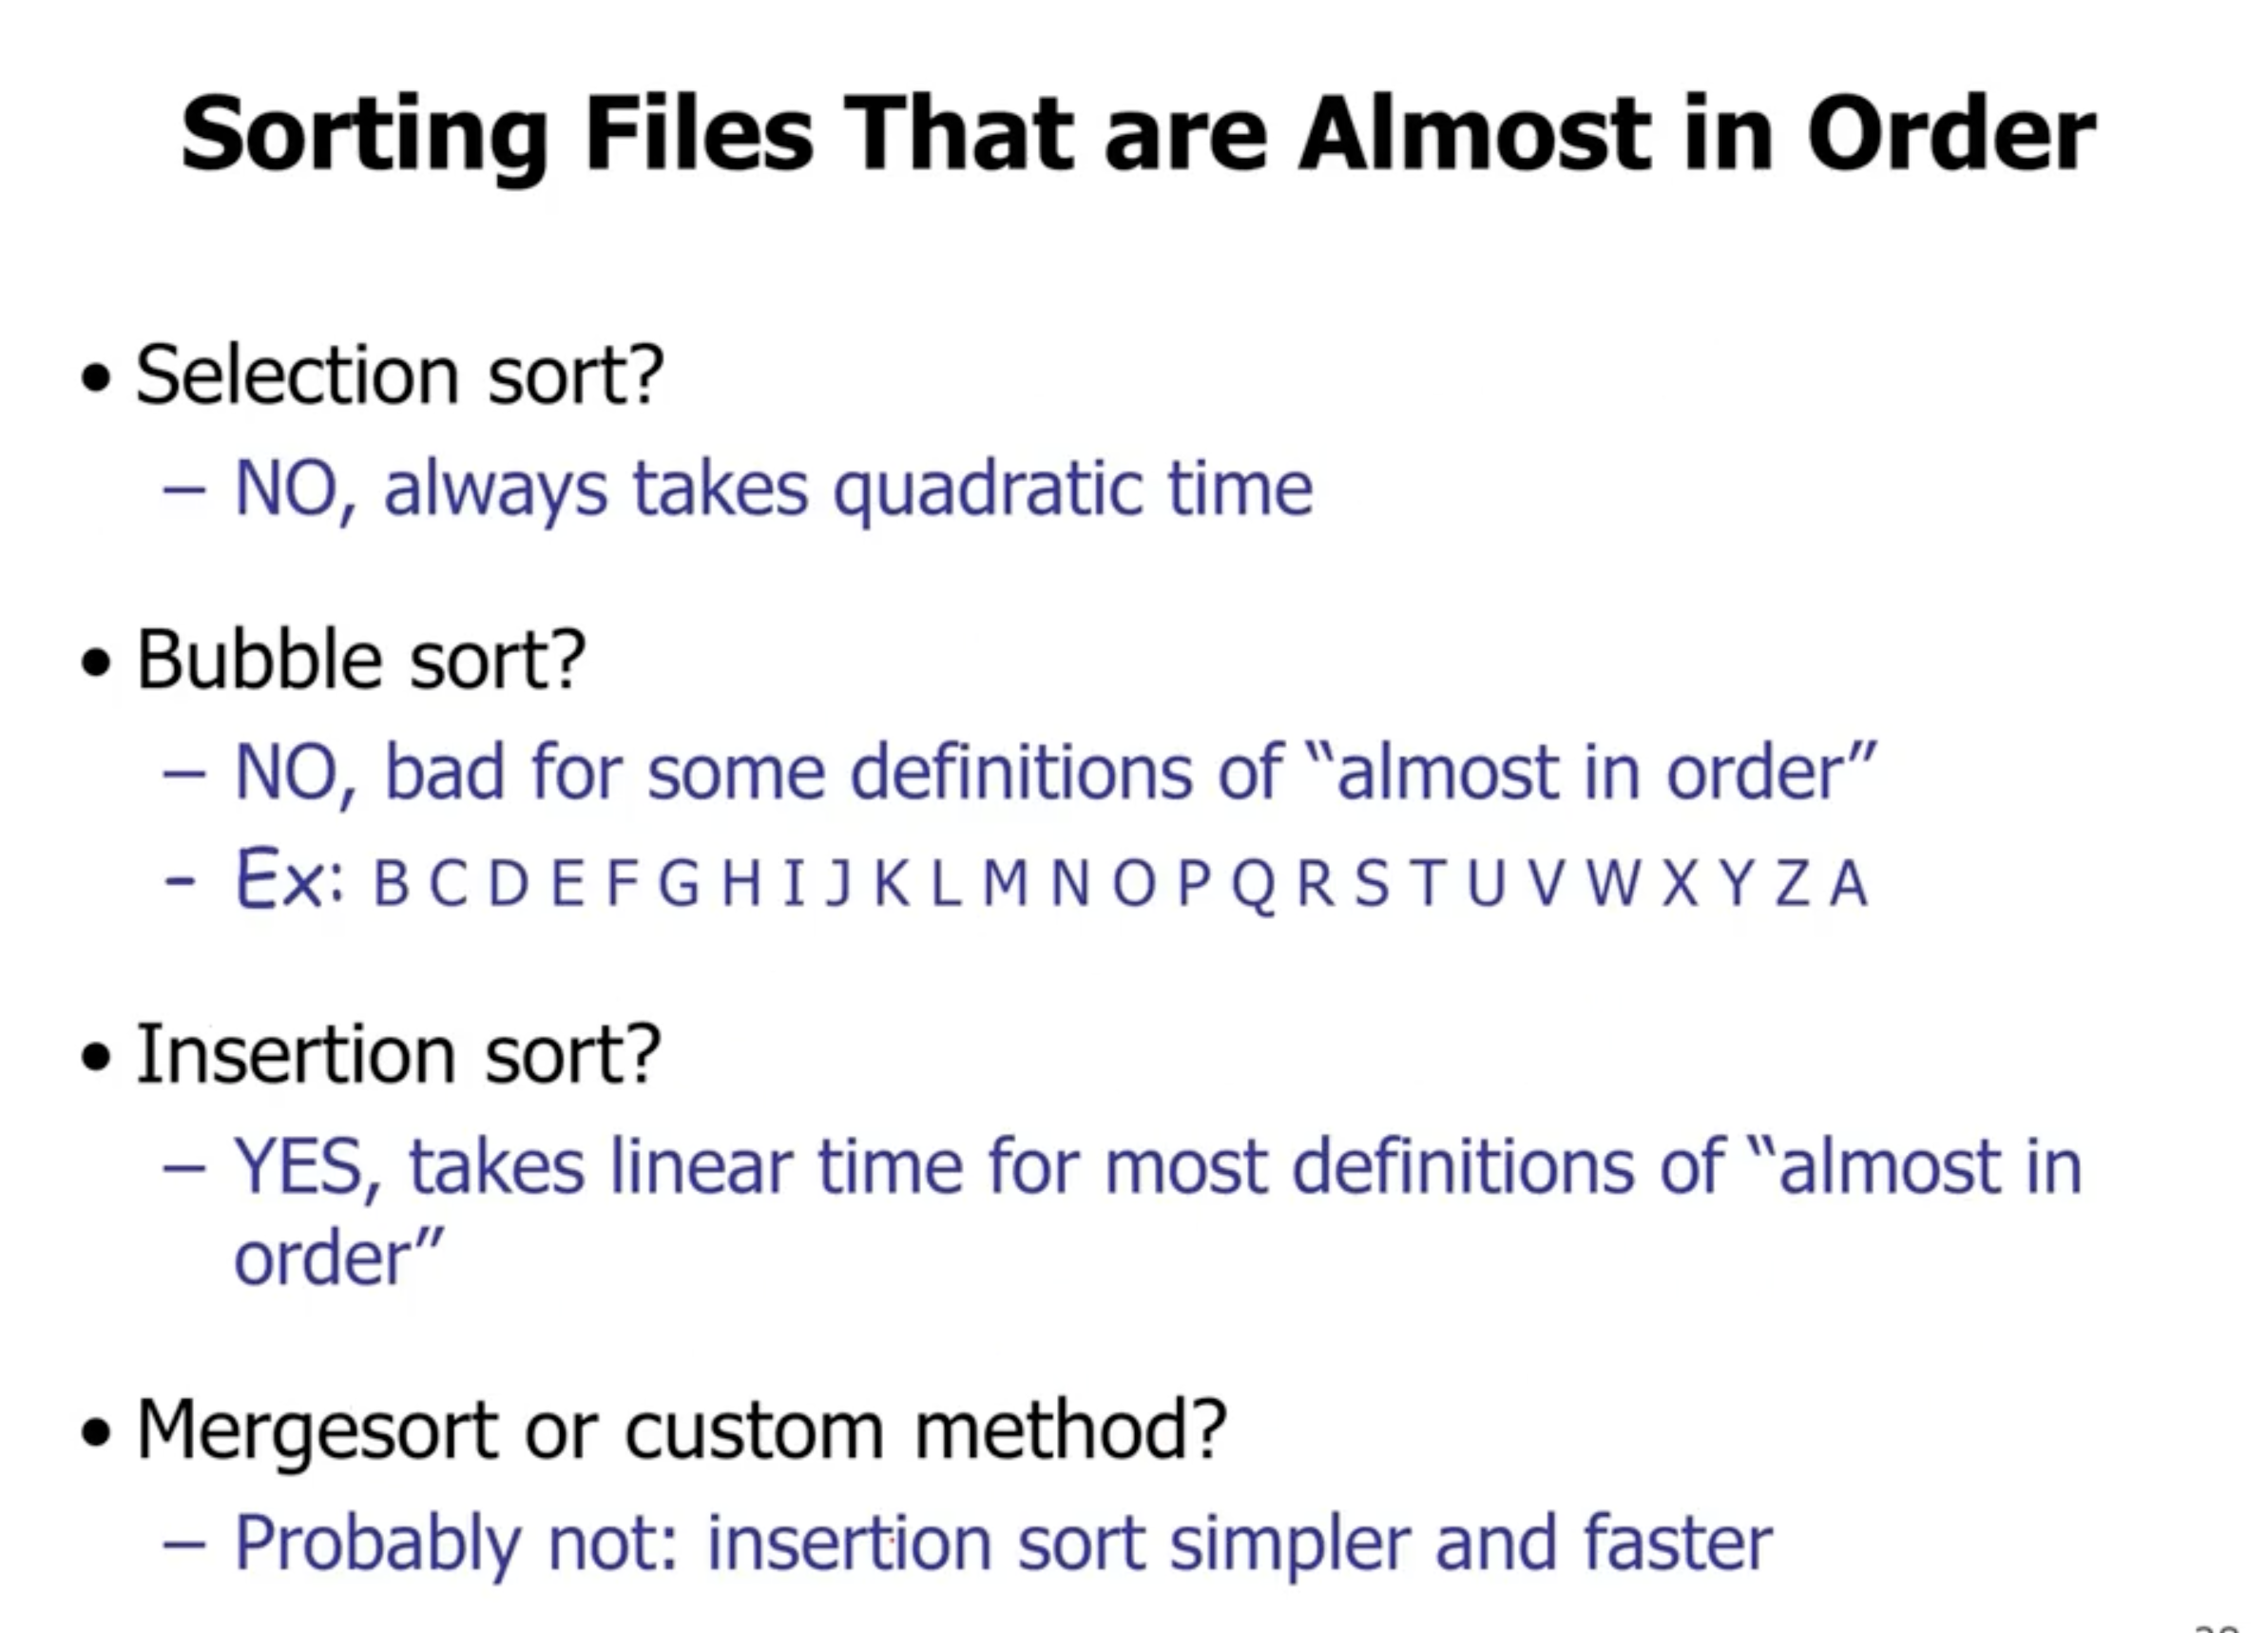 Sorting Files That are Almost in Order
• Selection sort?
– NO, always takes quadratic time
• Bubble sort?
– NO, bad for some definitions of “almost in order”
- Ex: B C D E F G H I J K L M N O P Q R S T U V W X Y Z A
• Insertion sort?
– YES, takes linear time for most definitions of “almost in
order”
• Mergesort or custom method?
– Probably not: insertion sort simpler and faster